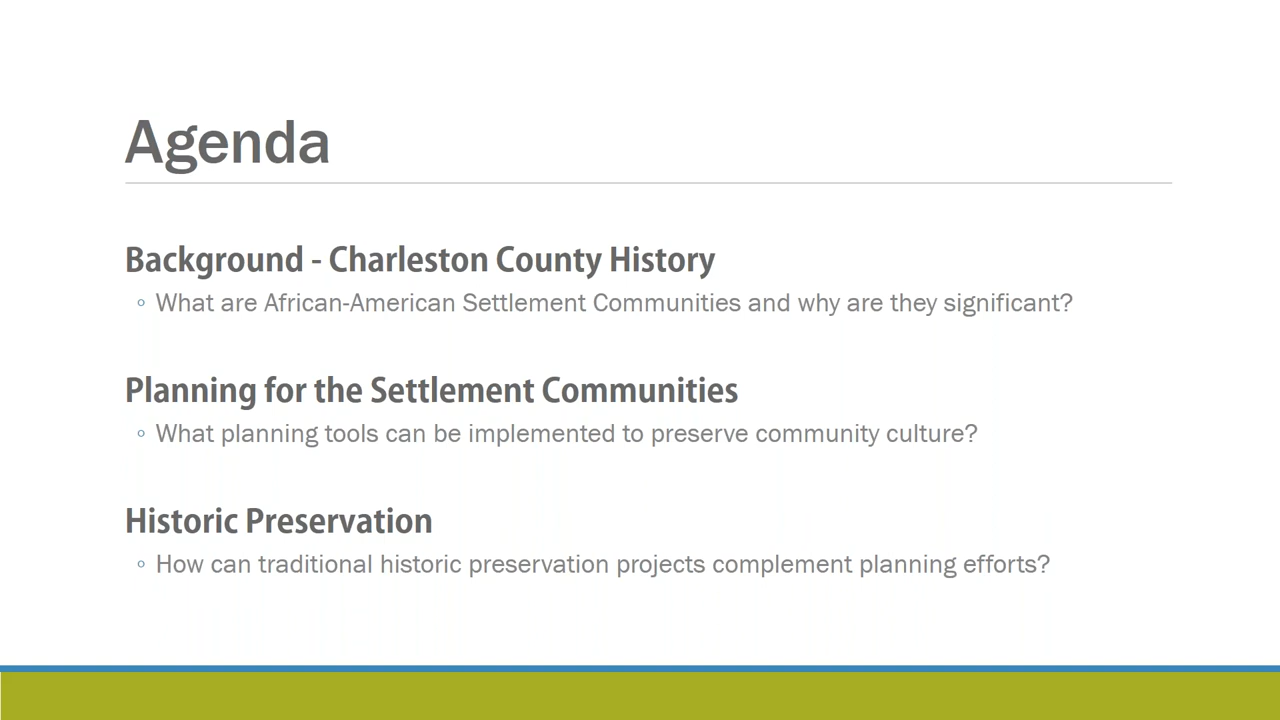 Agenda
Background - Charleston County History
◦ What are African-American Settlement Communities and why are they significant?
Planning for the Settlement Communities
◦ What planning tools can be implemented to preserve community culture?
Historic Preservation
◦ How can traditional historic preservation projects complement planning efforts?